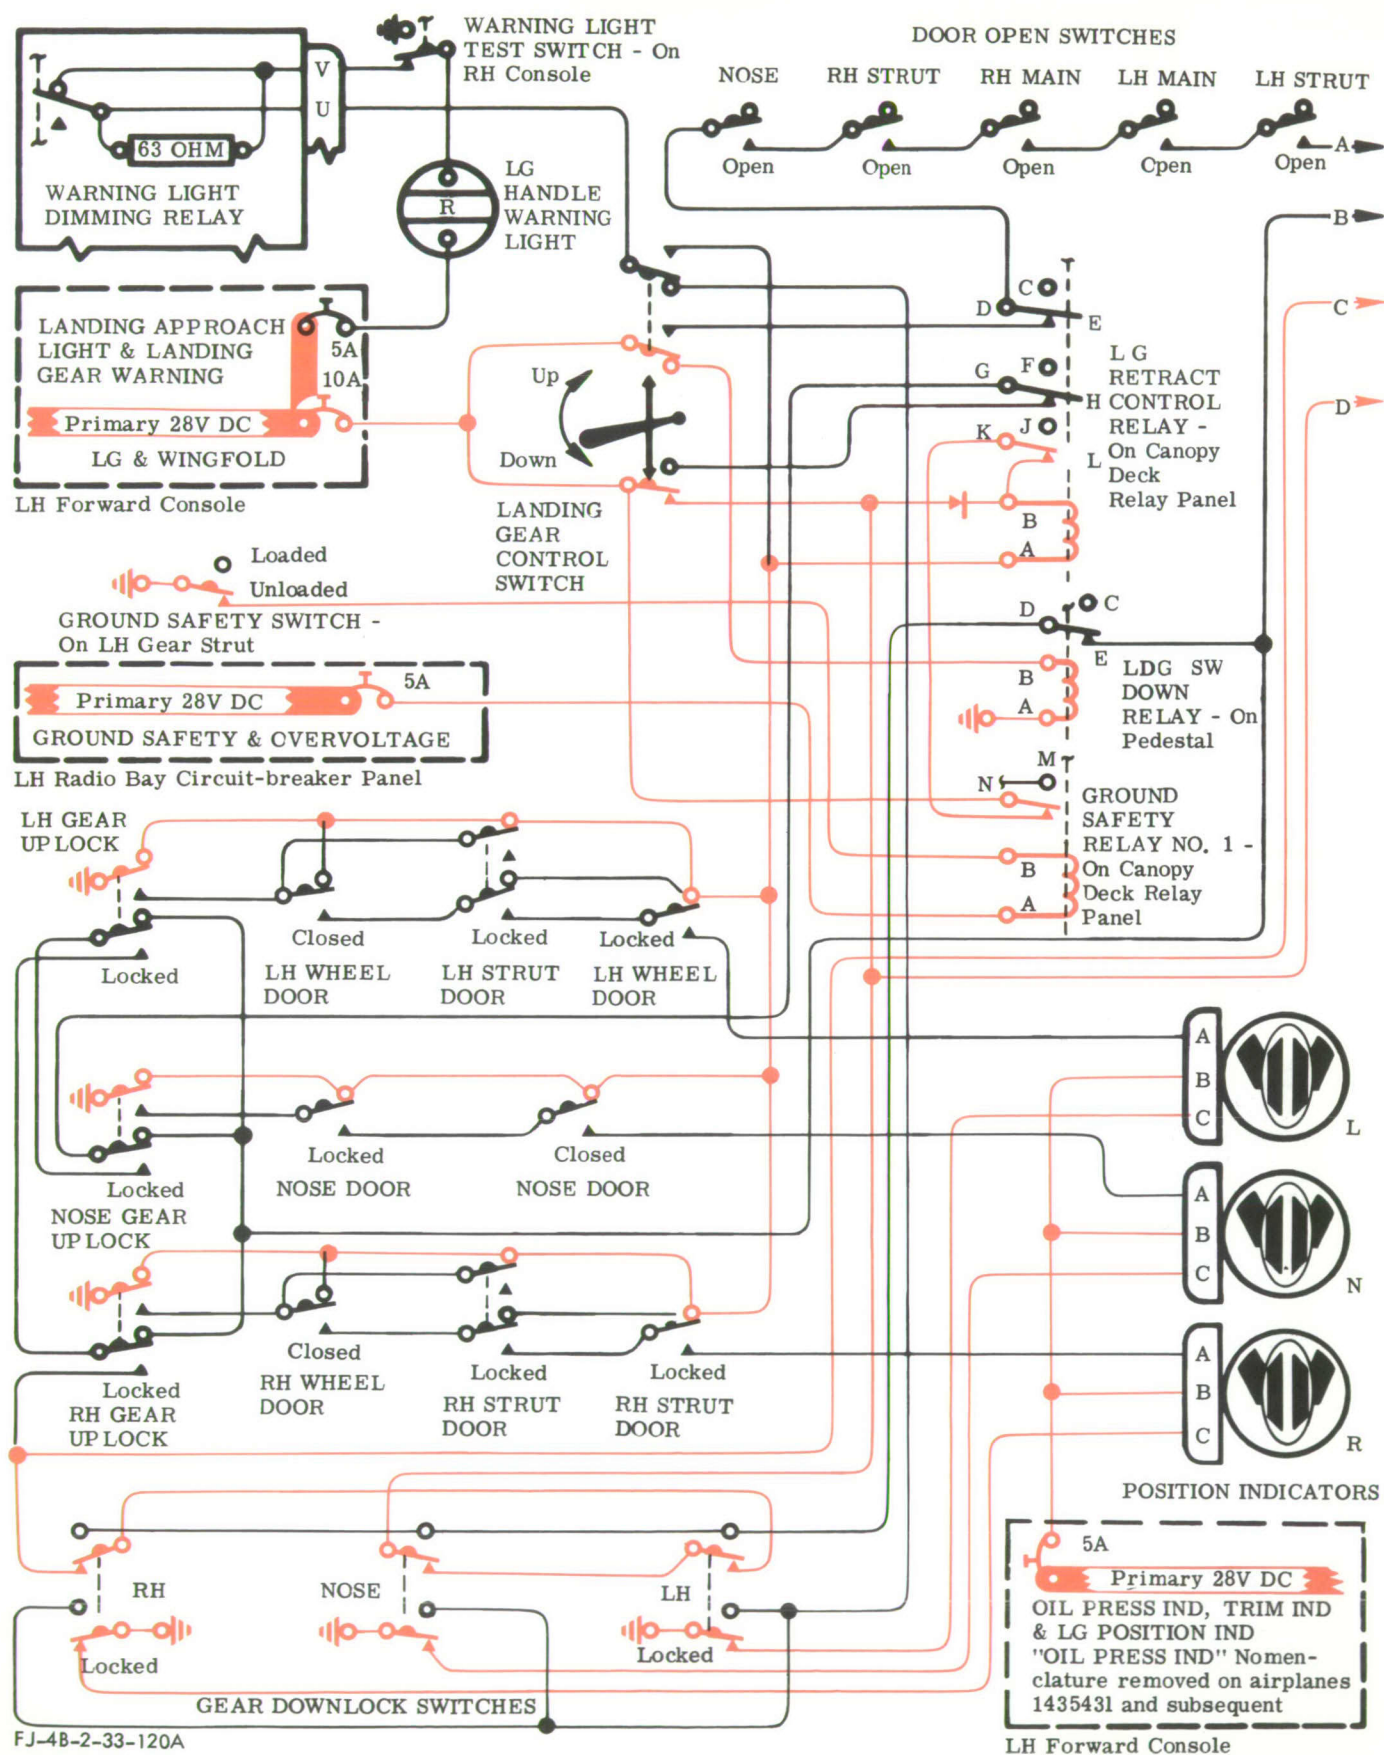 WARNING LIGHT
TEST SWITCH - On
RH Console
DOOR OPEN SWITCHES
NOSE
RH STRUT
RH MAIN
LH MAIN
LH STRUT
V
U
63 OHM
WARNING LIGHT
DIMMING RELAY
R
LG
HANDLE
WARNING
LIGHT
Open
Open
Open
Open
Open
A
B
C
D
LANDING APPROACH
LIGHT & LANDING
GEAR WARNING
5A
10A
Primary 28V DC
LG & WINGFOLD
LH Forward Console
Up
Down
LANDING
GEAR
CONTROL
SWITCH
C
D
E
F
G
H
J
K
L
B
A
L G
RETRACT
CONTROL
RELAY -
On Canopy
Deck
Relay Panel
Loaded
Unloaded
GROUND SAFETY SWITCH -
On LH Gear Strut
D
C
E
B
A
LDG SW
DOWN
RELAY - On
Pedestal
5A
Primary 28V DC
GROUND SAFETY & OVERVOLTAGE
LH Radio Bay Circuit-breaker Panel
M
N
B
A
GROUND
SAFETY
RELAY NO. 1 -
On Canopy
Deck Relay
Panel
LH GEAR
UPLOCK
Locked
Closed
LH WHEEL
DOOR
Locked
LH STRUT
DOOR
Locked
LH WHEEL
DOOR
Locked
NOSE GEAR
UPLOCK
Locked
NOSE DOOR
Closed
NOSE DOOR
Locked
RH GEAR
UPLOCK
Closed
RH WHEEL
DOOR
Locked
RH STRUT
DOOR
Locked
RH STRUT
DOOR
A
B
C
L
A
B
C
N
A
B
C
R
POSITION INDICATORS
RH
NOSE
LH
Locked
Locked
GEAR DOWNLOCK SWITCHES
5A
Primary 28V DC
OIL PRESS IND, TRIM IND
& LG POSITION IND
"OIL PRESS IND" Nomen-
clature removed on airplanes
1435431 and subsequent
LH Forward Console
FJ-4B-2-33-120A